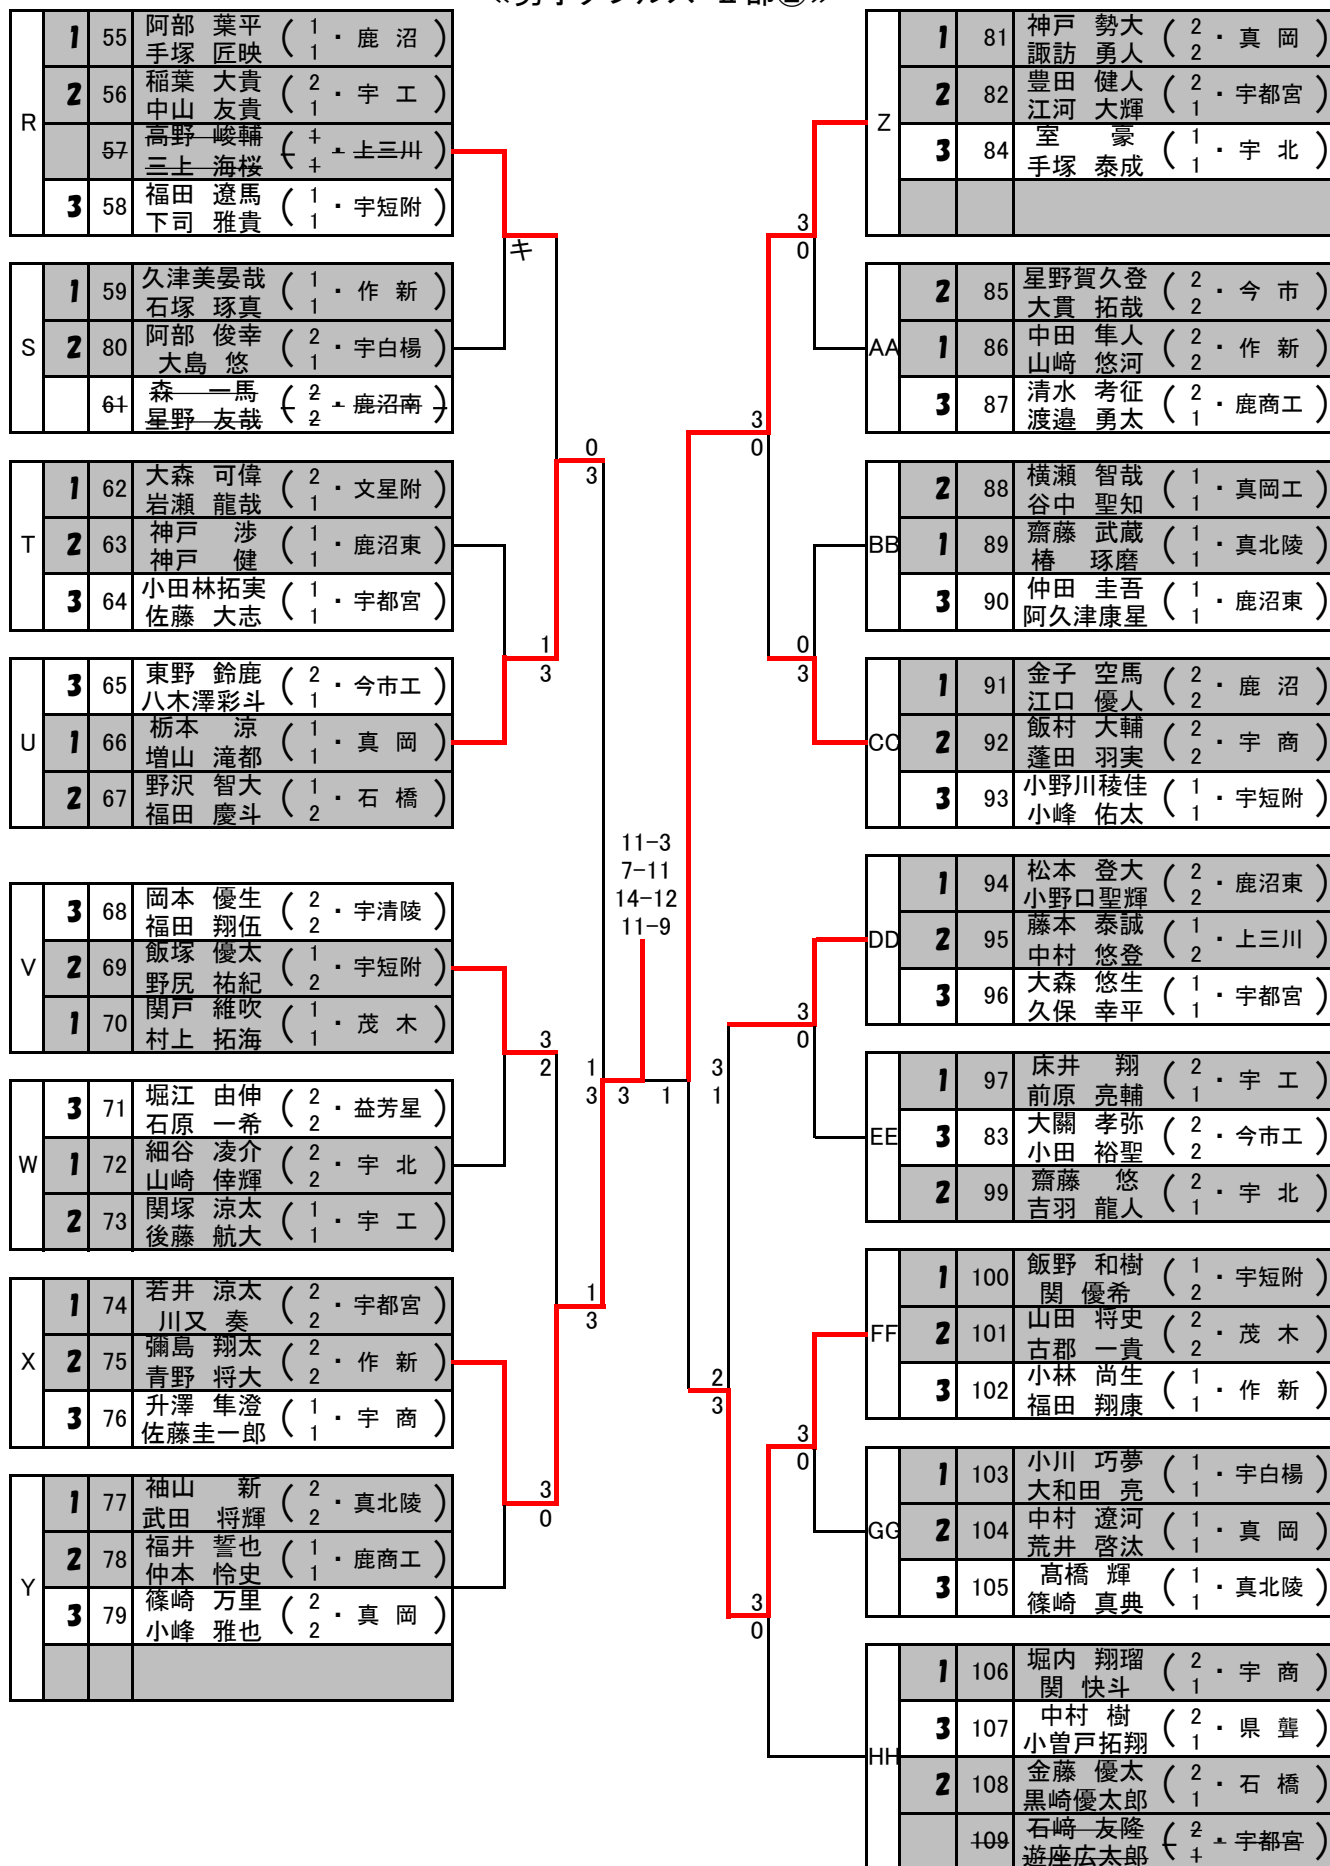 R
1 55 阿部 葉平 手塚 匠映 ( 1 1 ・ 鹿 沼 )
2 56 稲葉 大貴 中山 友貴 ( 2 1 ・ 宇 工 )
57 高野 峻輔 三上 海桜 ( 1 1 ・ 上三川
3 58 福田 遼馬 下司 雅貴 ( 1 1 ・ 宇短附 )
S
1 59 久津美晏哉 石塚 琢真 ( 1 1 ・ 作 新 )
2 80 阿部 俊幸 大島 悠 ( 2 1 ・ 宇白楊 )
61 森 一馬 星野 友哉 ( 2 2 ・ 鹿沼南 )
T
1 62 大森 可偉 岩瀬 龍哉 ( 2 1 ・ 文星附 )
2 63 神戸 渉 神戸 健 ( 1 1 ・ 鹿沼東 )
3 64 小田林拓実 佐藤 大志 ( 1 1 ・ 宇都宮 )
U
3 65 東野 鈴鹿 八木澤彩斗 ( 2 1 ・ 今市工 )
1 66 栃本 涼 増山 滝都 ( 1 1 ・ 真 岡 )
2 67 野沢 智大 福田 慶斗 ( 1 2 ・ 石 橋 )
V
3 68 岡本 優生 福田 翔伍 ( 2 2 ・ 宇清陵 )
2 69 飯塚 優太 野尻 祐紀 ( 1 2 ・ 宇短附 )
1 70 関戸 維吹 村上 拓海 ( 1 1 ・ 茂 木 )
W
3 71 堀江 由伸 石原 一希 ( 2 2 ・ 益芳星 )
1 72 細谷 凌介 山崎 倖輝 ( 2 2 ・ 宇 北 )
2 73 関塚 涼太 後藤 航大 ( 1 1 ・ 宇 工 )
X
1 74 若井 涼太 川又 奏 ( 2 2 ・ 宇都宮 )
2 75 彌島 翔太 青野 将大 ( 2 2 ・ 作 新 )
3 76 升澤 隼澄 佐藤圭一郎 ( 1 1 ・ 宇 商 )
Y
1 77 袖山 新 武田 将輝 ( 2 2 ・ 真北陵 )
2 78 福井 誓也 仲本 怜史 ( 1 1 ・ 鹿商工 )
3 79 篠崎 万里 小峰 雅也 ( 2 2 ・ 真 岡 )
キ
0
3
1
3
3
2
1
3
3
0
1
3
3 1
11-3
7-11
14-12
11-9
3
0
3
0
0
3
3
1
3
0
2
3
3
0
3
0
Z
1 81 神戸 勢大 諏訪 勇人 ( 2 2 ・ 真 岡 )
2 82 豊田 健人 江河 大輝 ( 2 1 ・ 宇都宮 )
3 84 室 豪 手塚 泰成 ( 1 1 ・ 宇 北 )
AA
2 85 星野賀久登 大貫 拓哉 ( 2 2 ・ 今 市 )
1 86 中田 隼人 山﨑 悠河 ( 2 2 ・ 作 新 )
3 87 清水 考征 渡邉 勇太 ( 2 1 ・ 鹿商工 )
BB
2 88 横瀬 智哉 谷中 聖知 ( 1 1 ・ 真岡工 )
1 89 齋藤 武蔵 椿 琢磨 ( 1 1 ・ 真北陵 )
3 90 仲田 圭吾 阿久津康星 ( 1 1 ・ 鹿沼東 )
CC
1 91 金子 空馬 江口 優人 ( 2 2 ・ 鹿 沼 )
2 92 飯村 大輔 蓬田 羽実 ( 2 2 ・ 宇 商 )
3 93 小野川稜佳 小峰 佑太 ( 1 1 ・ 宇短附 )
DD
1 94 松本 登大 小野口聖輝 ( 2 2 ・ 鹿沼東 )
2 95 藤本 泰誠 中村 悠登 ( 1 2 ・ 上三川 )
3 96 大森 悠生 久保 幸平 ( 1 1 ・ 宇都宮 )
EE
1 97 床井 翔 前原 亮輔 ( 2 1 ・ 宇 工 )
3 83 大關 孝弥 小田 裕聖 ( 2 2 ・ 今市工 )
2 99 齋藤 悠 吉羽 龍人 ( 2 1 ・ 宇 北 )
FF
1 100 飯野 和樹 関 優希 ( 1 2 ・ 宇短附 )
2 101 山田 将史 古郡 一貴 ( 2 2 ・ 茂 木 )
3 102 小林 尚生 福田 翔康 ( 1 1 ・ 作 新 )
GG
1 103 小川 巧夢 大和田 亮 ( 1 1 ・ 宇白楊 )
2 104 中村 遼河 荒井 啓汰 ( 1 1 ・ 真 岡 )
3 105 髙橋 輝 篠崎 真典 ( 1 1 ・ 真北陵 )
HH
1 106 堀内 翔瑠 関 快斗 ( 2 1 ・ 宇 商 )
3 107 中村 樹 小曽戸拓翔 ( 2 1 ・ 県 聾 )
2 108 金藤 優太 黒崎優太郎 ( 2 1 ・ 石 橋 )
109 石﨑 友隆 遊座広太郎 ( 2 1 ・ 宇都宮